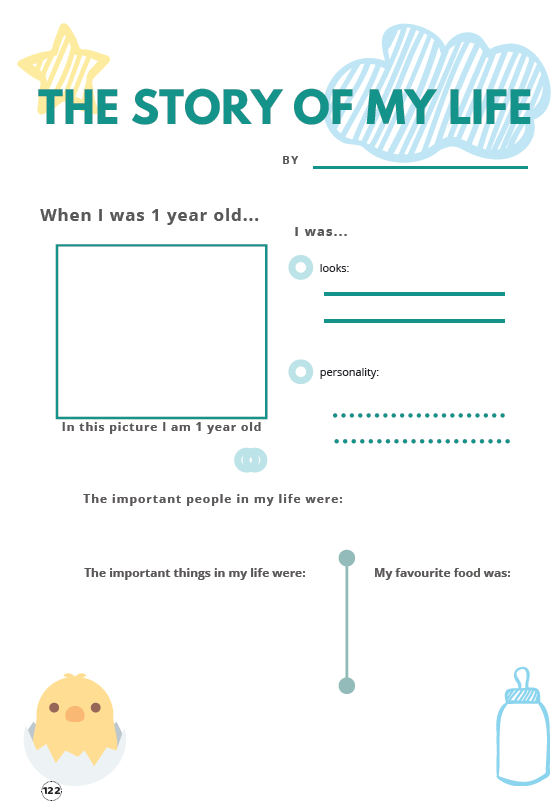 THE STORY OF MY LIFE
BY
When I was 1 year old...
I was...
looks:
personality:
In this picture I am 1 year old
The important people in my life were:
The important things in my life were:
My favourite food was:
122